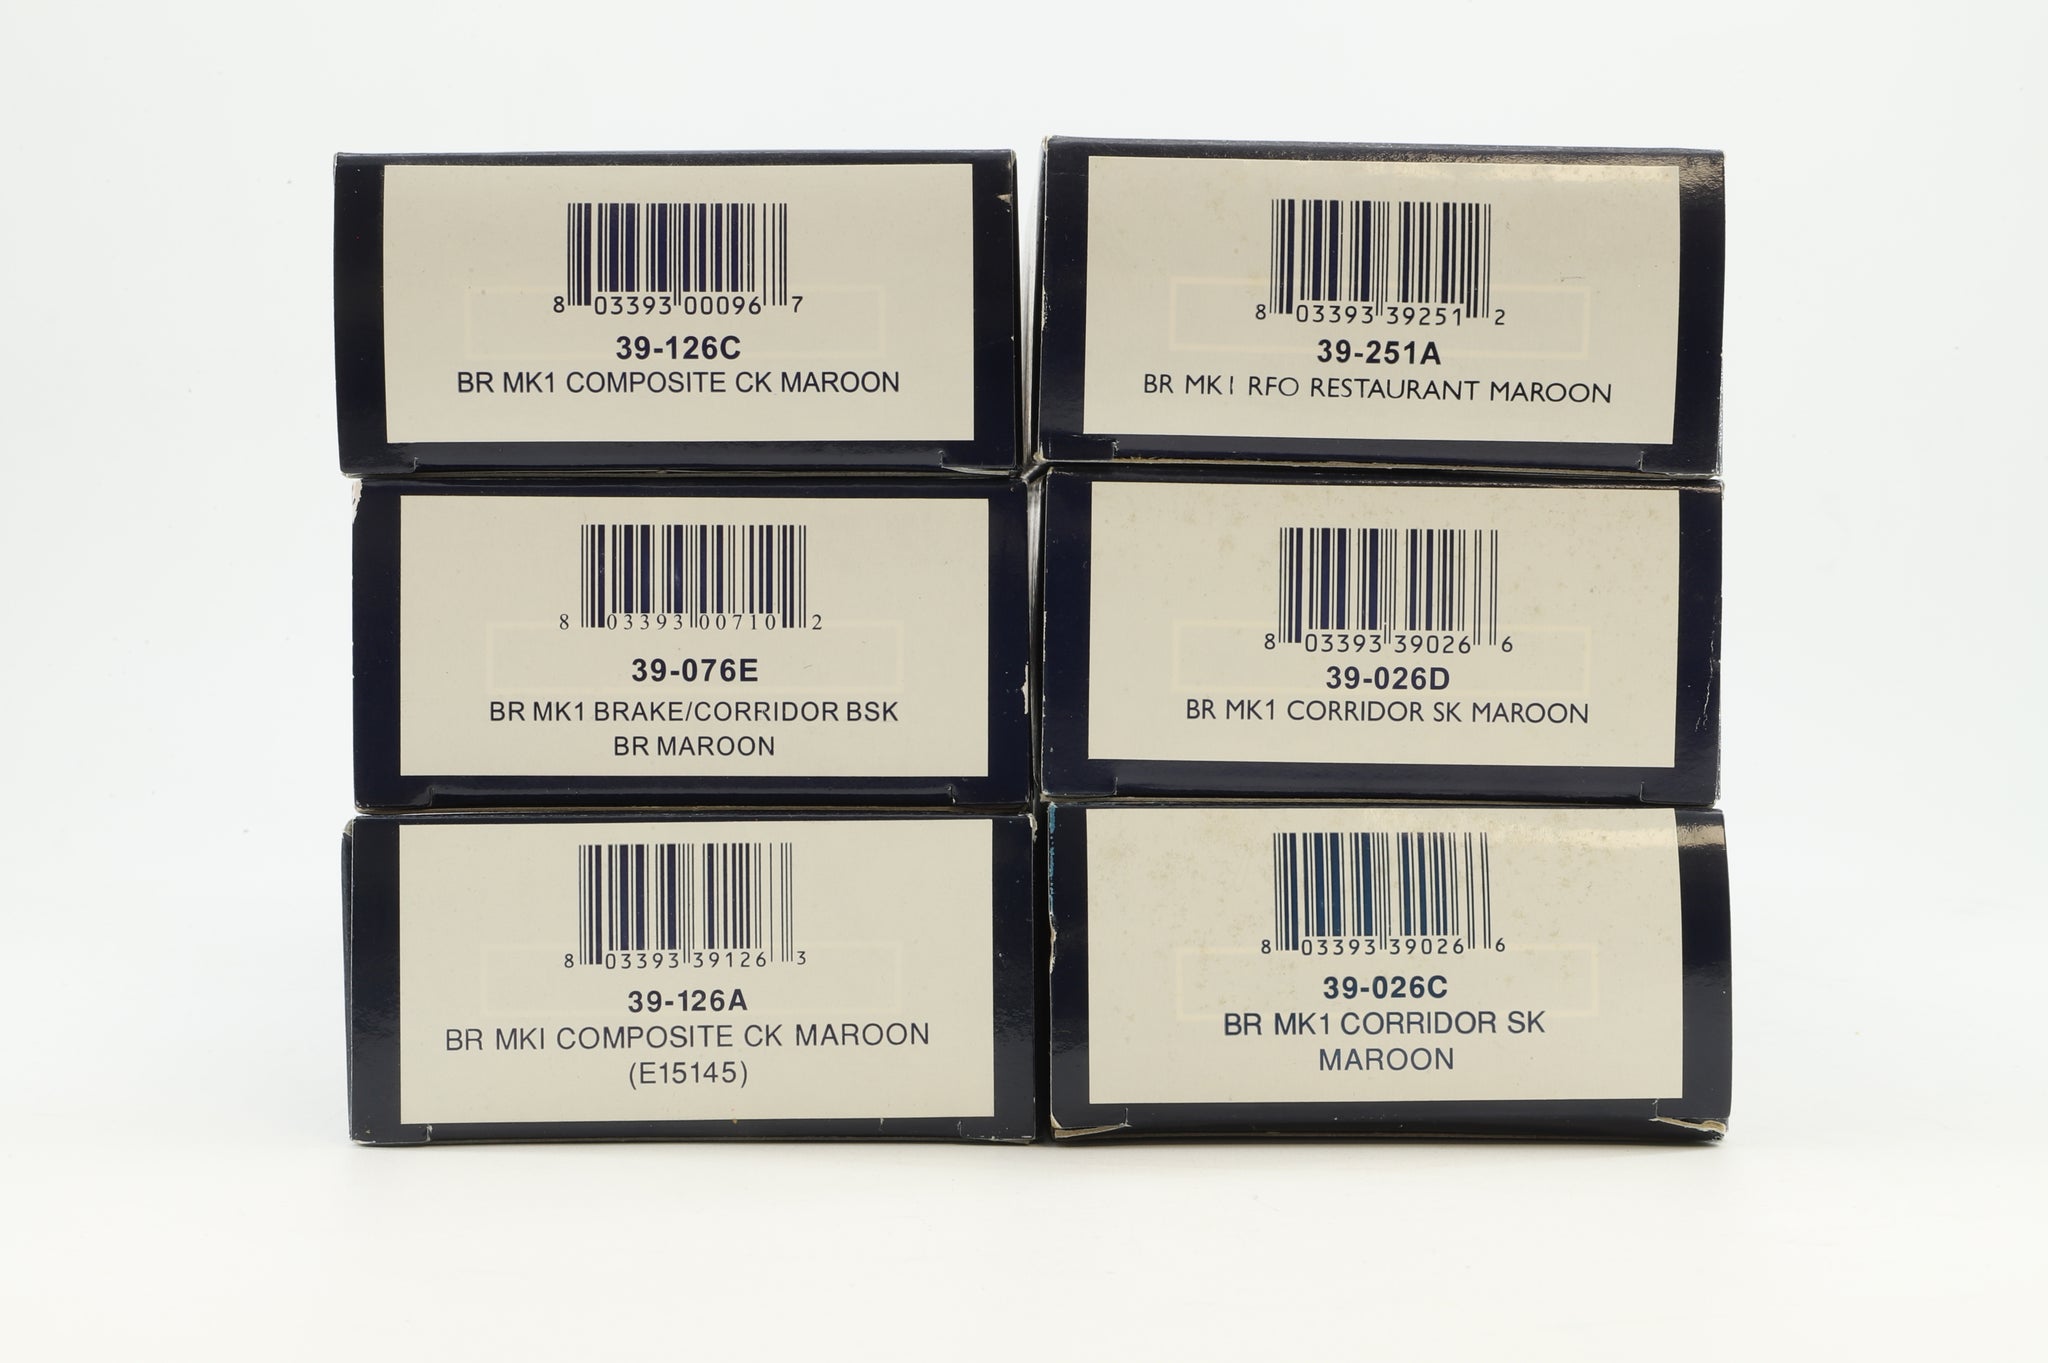 8 03393 00096 7
39-126C
BR MK1 COMPOSITE CK MAROON
8 03393 39251 2
39-251A
BR MK1 RFO RESTAURANT MAROON
8 03393 00710 2
39-076E
BR MK1 BRAKE/CORRIDOR BSK
BR MAROON
8 03393 39026 6
39-026D
BR MK1 CORRIDOR SK MAROON
8 03393 39126 3
39-126A
BR MKI COMPOSITE CK MAROON
(E15145)
8 03393 39026 6
39-026C
BR MK1 CORRIDOR SK
MAROON